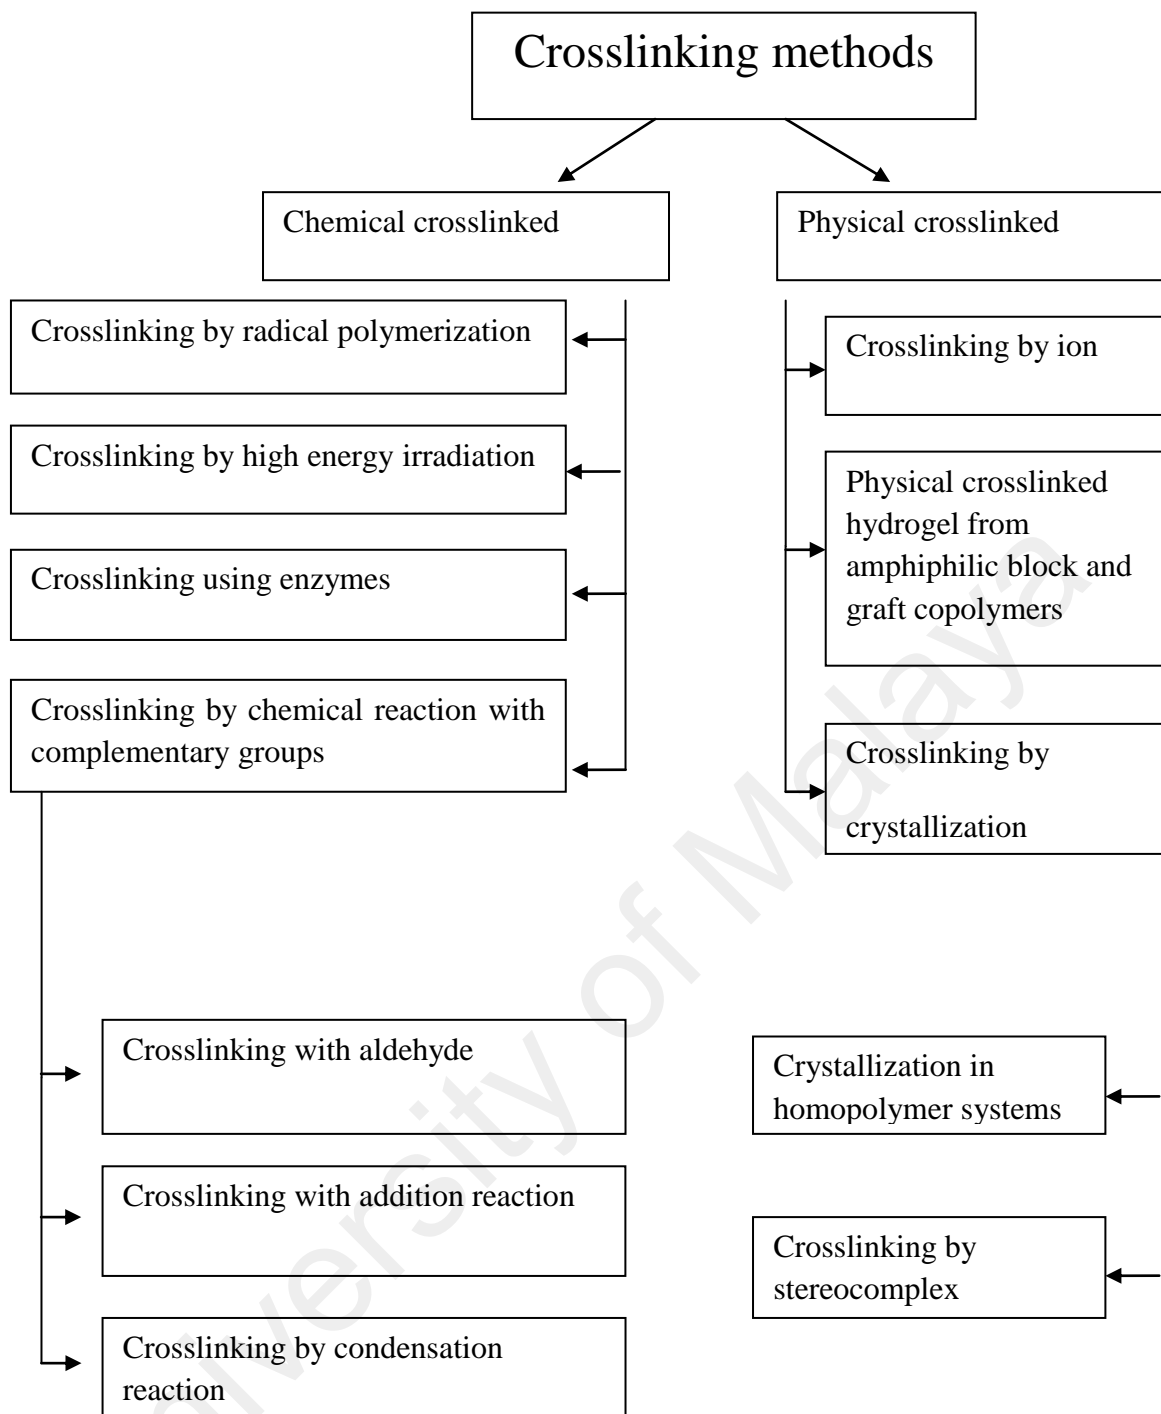 Crosslinking methods
Chemical crosslinked
Physical crosslinked
Crosslinking by radical polymerization
Crosslinking by high energy irradiation
Crosslinking using enzymes
Crosslinking by chemical reaction with
complementary groups
Crosslinking by ion
Physical crosslinked
hydrogel from
amphiphilic block and
graft copolymers
Crosslinking by
crystallization
Crosslinking with aldehyde
Crosslinking with addition reaction
Crosslinking by condensation
reaction
Crystallization in
homopolymer systems
Crosslinking by
stereocomplex
iversity of Malaya